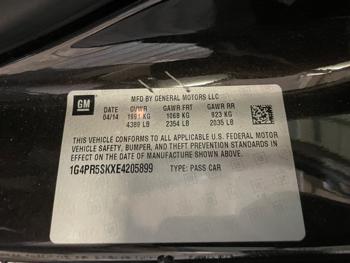 GM
MFD BY GENERAL MOTORS LLC
DATE GVWR GAWR FRT GAWR RR
04/14 1991 KG 1068 KG 923 KG
4389 LB 2354 LB 2035 LB
THIS VEHICLE CONFORMS TO ALL APPLICABLE U.S. FEDERAL MOTOR
VEHICLE SAFETY, BUMPER, AND THEFT PREVENTION STANDARDS
IN EFFECT ON THE DATE OF MANUFACTURE SHOWN ABOVE.
1G4PR5SKXE4205899
TYPE: PASS CAR